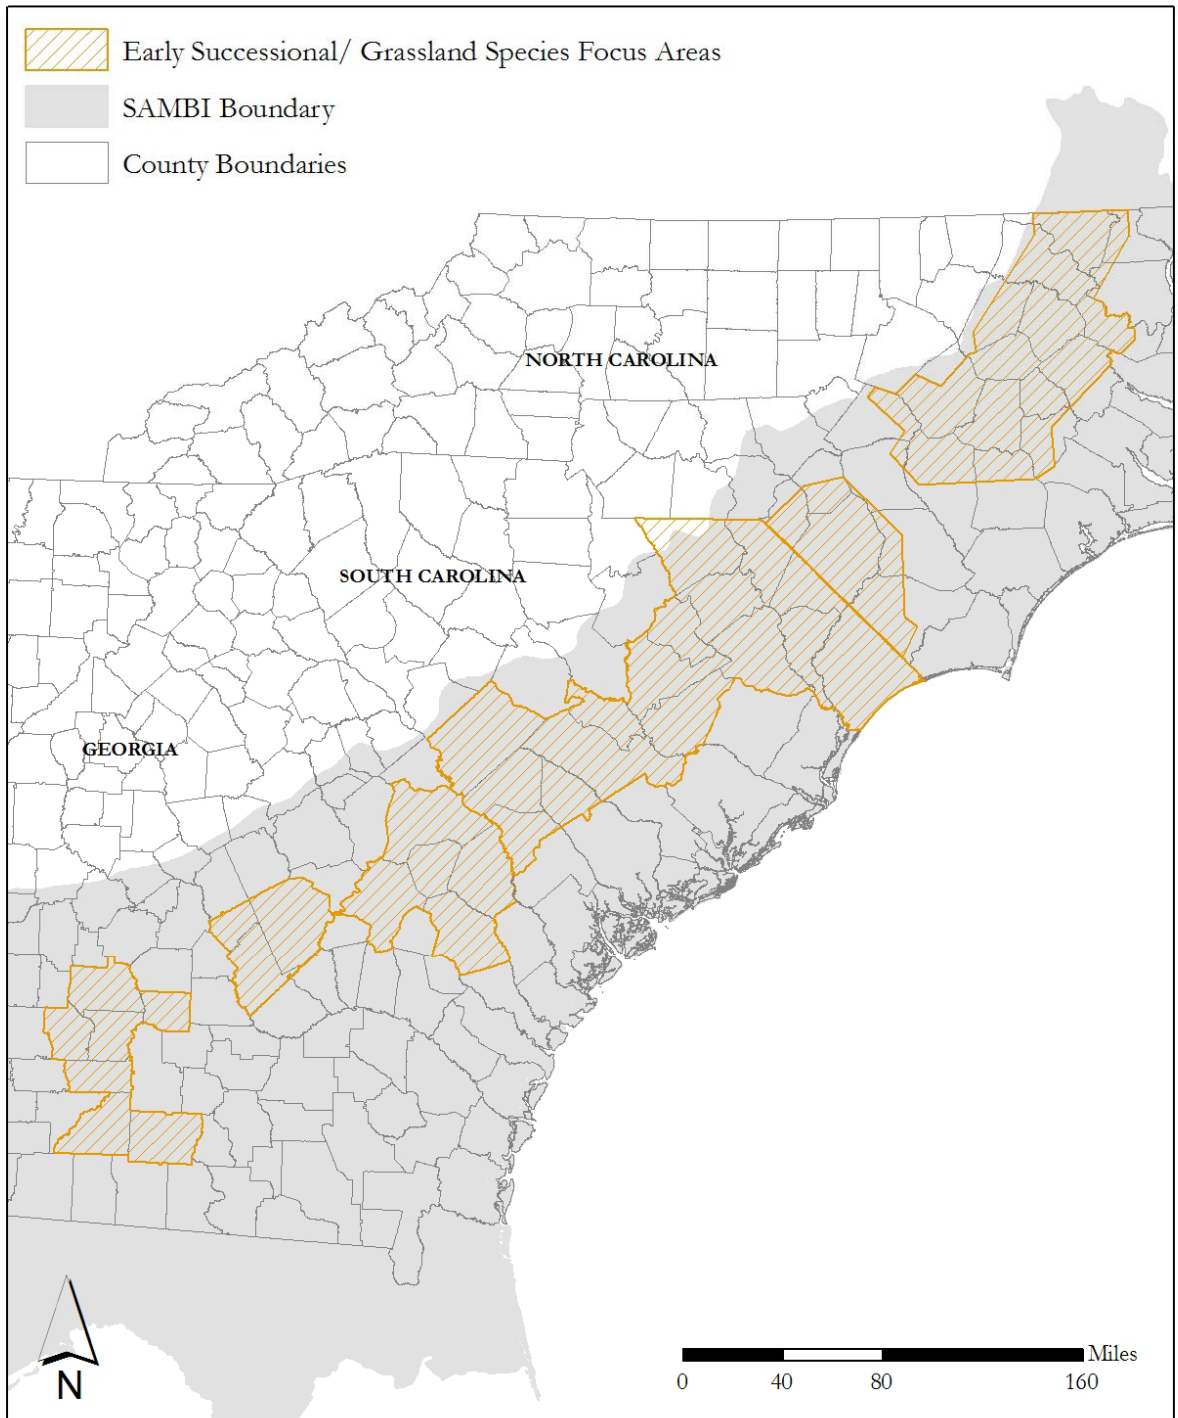 Early Successional/ Grassland Species Focus Areas
SAMBI Boundary
County Boundaries
NORTH CAROLINA
SOUTH CAROLINA
GEORGIA
Miles
0 40 80 160
N